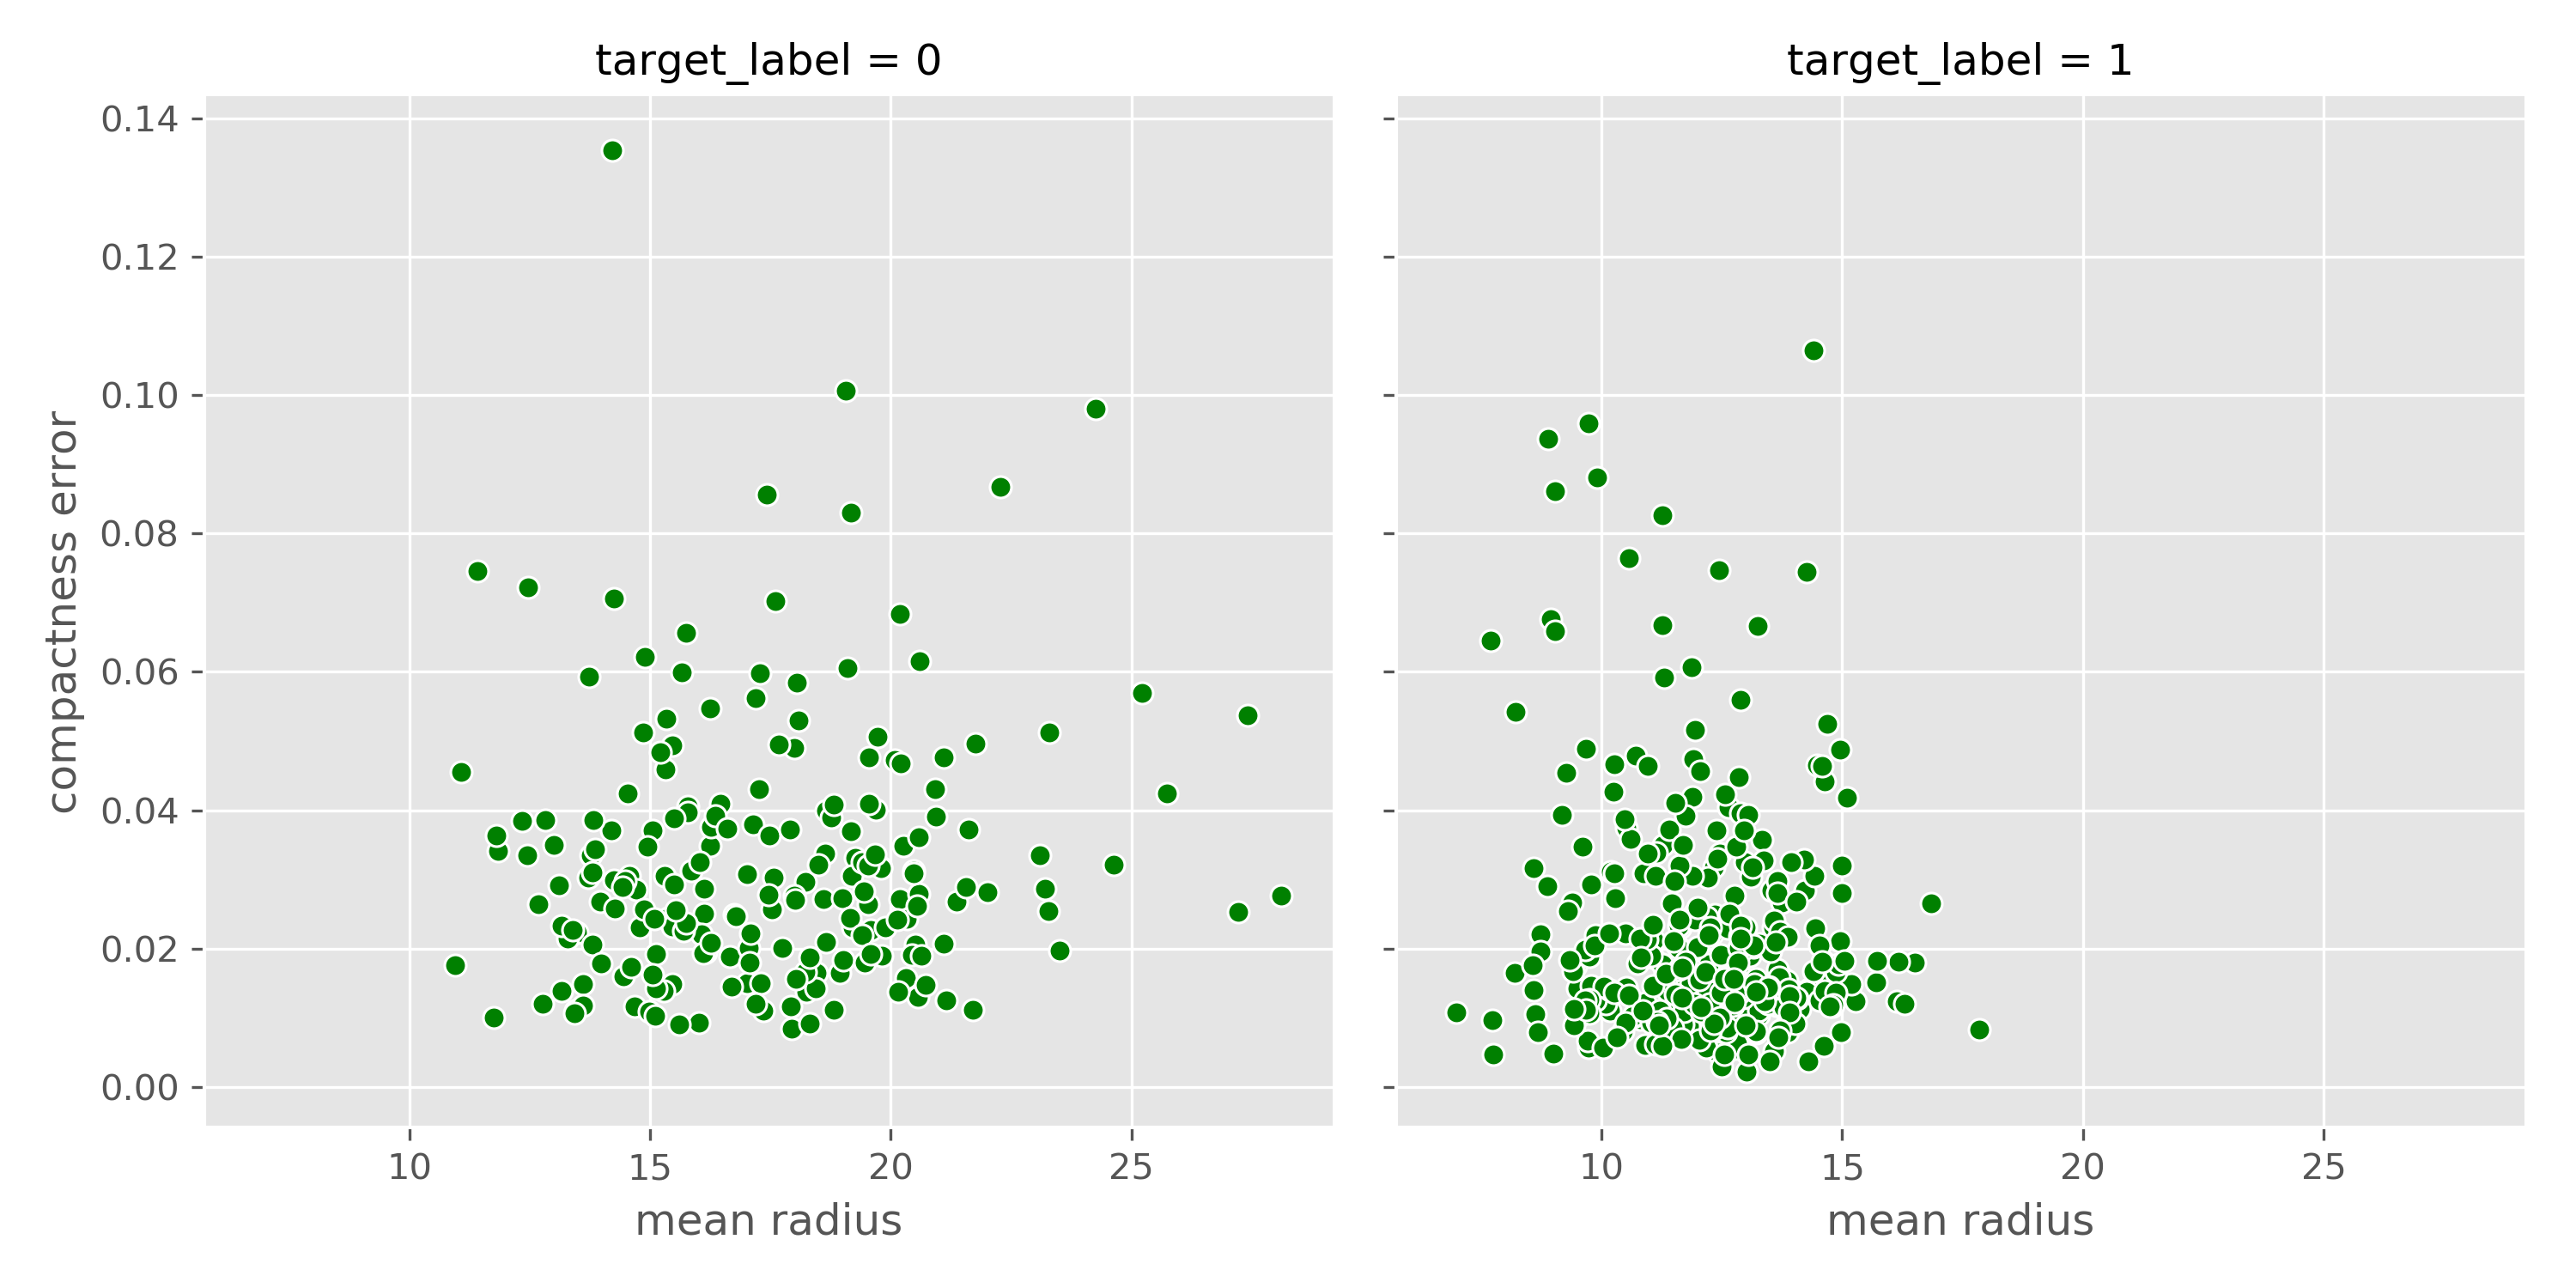 target_label = 0
target_label = 1
0.14
0.12
0.10
0.08
0.06
0.04
0.02
0.00
compactness error
10 15 20 25
10 15 20 25
mean radius
mean radius